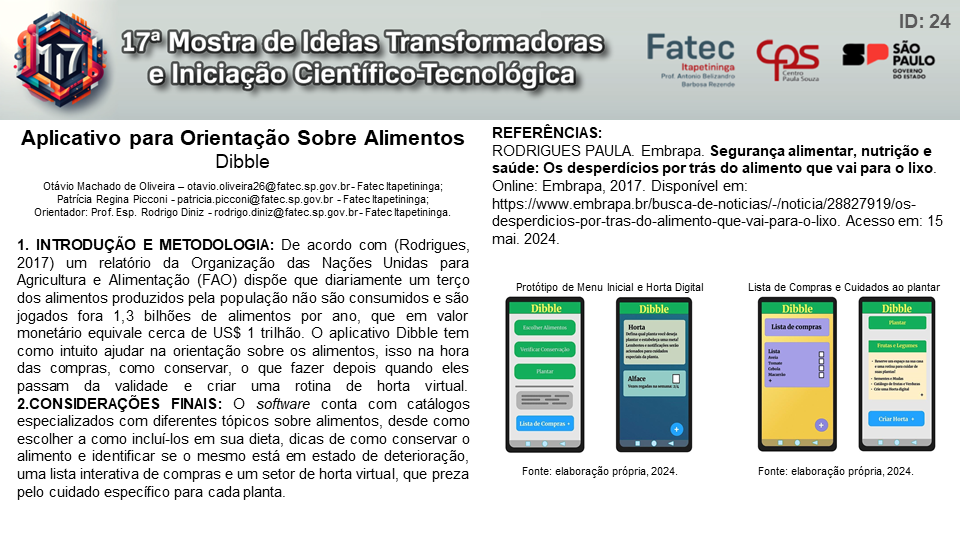 ID: 24
17ª Mostra de Ideias Transformadoras
e Iniciação Científico-Tecnológica
M17
Fatec
Itapetininga
Prof. Antonio Belizandro
Barbosa Rezende
CPS
Centro
Paula Souza
SP
SÃO PAULO
GOVERNO
DO ESTADO
Aplicativo para Orientação Sobre Alimentos
Dibble
Otávio Machado de Oliveira – otavio.oliveira26@fatec.sp.gov.br - Fatec Itapetininga;
Patrícia Regina Picconi - patricia.picconi@fatec.sp.gov.br - Fatec Itapetininga;
Orientador: Prof. Esp. Rodrigo Diniz - rodrigo.diniz@fatec.sp.gov.br - Fatec Itapetininga.
1. INTRODUÇÃO E METODOLOGIA: De acordo com (Rodrigues,
2017) um relatório da Organização das Nações Unidas para
Agricultura e Alimentação (FAO) dispõe que diariamente um terço
dos alimentos produzidos pela população não são consumidos e são
jogados fora 1,3 bilhões de alimentos por ano, que em valor
monetário equivale cerca de US$ 1 trilhão. O aplicativo Dibble tem
como intuito ajudar na orientação sobre os alimentos, isso na hora
das compras, como conservar, o que fazer depois quando eles
passam da validade e criar uma rotina de horta virtual.
2.CONSIDERAÇÕES FINAIS: O software conta com catálogos
especializados com diferentes tópicos sobre alimentos, desde como
escolher a como incluí-los em sua dieta, dicas de como conservar o
alimento e identificar se o mesmo está em estado de deterioração,
uma lista interativa de compras e um setor de horta virtual, que preza
pelo cuidado específico para cada planta.
REFERÊNCIAS:
RODRIGUES PAULA. Embrapa. Segurança alimentar, nutrição e
saúde: Os desperdícios por trás do alimento que vai para o lixo.
Online: Embrapa, 2017. Disponível em:
https://www.embrapa.br/busca-de-noticias/-/noticia/28827919/os-
desperdicios-por-tras-do-alimento-que-vai-para-o-lixo. Acesso em: 15
mai. 2024.
Protótipo de Menu Inicial e Horta Digital
Dibble
Escolher Alimentos
Verificar Conservação
Plantar
Lista de Compras +
Dibble
Horta
Defina qual planta você deseja
plantar e estabeleça uma meta!
Lembretes e notificações serão
acionados para cuidados
especiais da planta.
Alface
Vezes regadas na semana: 2/4
+
Fonte: elaboração própria, 2024.
Lista de Compras e Cuidados ao plantar
Dibble
Lista de compras
Lista
Aveia
Tomate
Cebola
Macarrão
+
+
Dibble
Plantar
Frutas e Legumes
Reserve um espaço na sua casa
e uma rotina para cuidar de
suas plantas!
Sementes e Mudas
Catálogo de Frutas e Verduras
Crie uma Horta digital
Criar Horta +
Fonte: elaboração própria, 2024.